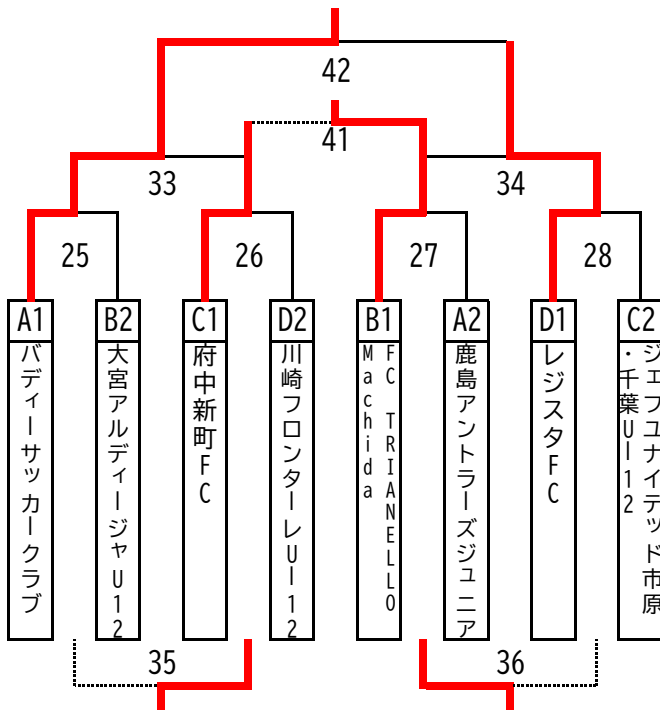 42
41
33
34
25
26
27
28
A1
B2
C1
D2
B1
A2
D1
C2
バディーサッカークラブ
大宮アルディージャU12
府中新町FC
川崎フロンターレU-12
FC TRIANELLO
Machida
鹿島アントラーズジュニア
レジスタFC
ジェフユナイテッド市原
・千葉U-12
35
36